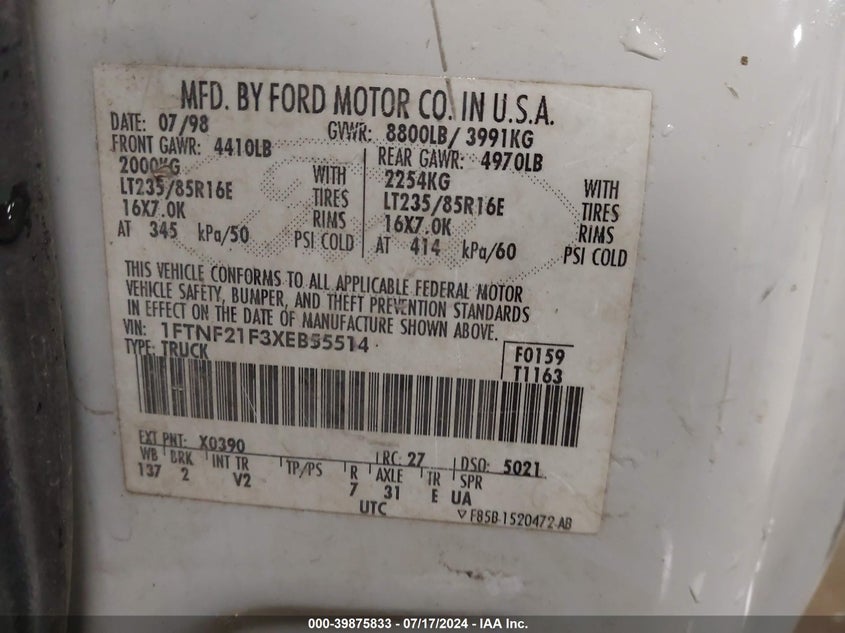 MFD. BY FORD MOTOR CO. IN U.S.A.
DATE: 07/98 GVWR: 8800LB/ 3991KG
FRONT GAWR: 4410LB REAR GAWR: 4970LB
2000KG WITH 2254KG WITH
LT235/85R16E TIRES LT235/85R16E TIRES
16X7.0K RIMS 16X7.0K RIMS
AT 345 kPa/50 PSI COLD AT 414 kPa/60 PSI COLD
THIS VEHICLE CONFORMS TO ALL APPLICABLE FEDERAL MOTOR
VEHICLE SAFETY, BUMPER, AND THEFT PREVENTION STANDARDS
IN EFFECT ON THE DATE OF MANUFACTURE SHOWN ABOVE.
VIN: 1FTNF21F3XEB55514
TYPE: TRUCK
F0159
T1163
EXT PNT: X0390 RC: 27 DSO: 5021
WB BRK INT TR TP/PS R AXLE TR SPR
137 2 V2 7 31 E UA
UTC
▽ F85B-1520472-AB
000-39875833 / 07/17/2024 - IAA Inc.